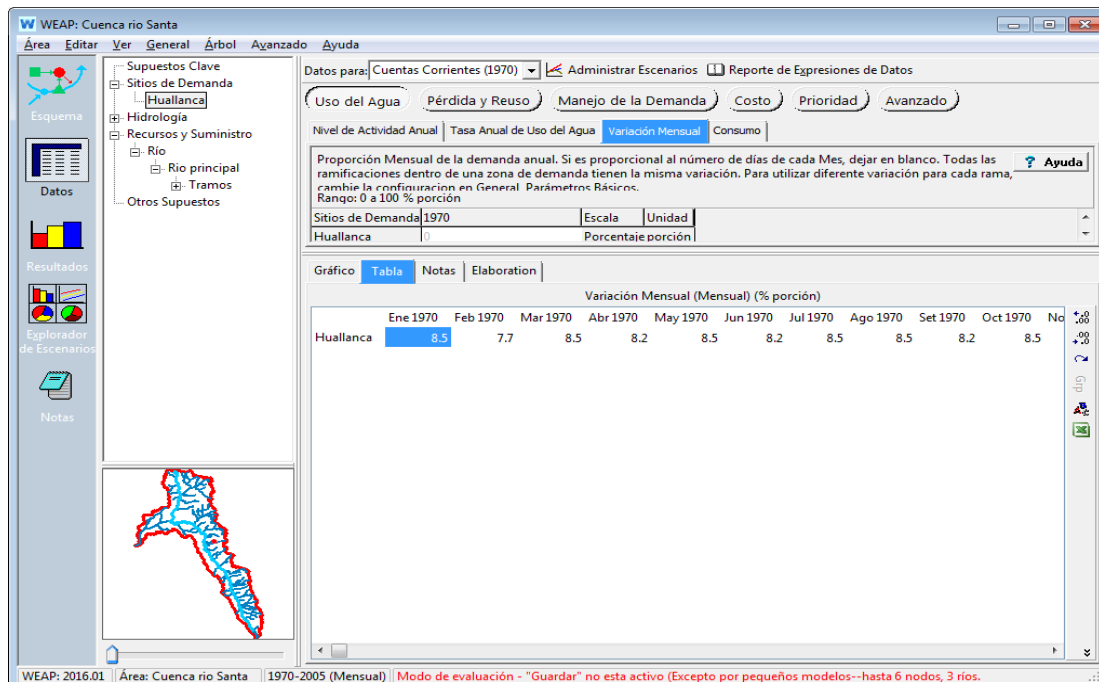 WEAP: Cuenca rio Santa
Área Editar Ver General Árbol Avanzado Ayuda
Esquema
Datos
Resultados
Explorador
de Escenarios
Notas
Supuestos Clave
Sitios de Demanda
Huallanca
Hidrología
Recursos y Suministro
Río
Rio principal
Tramos
Otros Supuestos
Datos para: Cuentas Corrientes (1970) Administrar Escenarios Reporte de Expresiones de Datos
Uso del Agua Pérdida y Reuso Manejo de la Demanda Costo Prioridad Avanzado
Nivel de Actividad Anual Tasa Anual de Uso del Agua Variación Mensual Consumo
Proporción Mensual de la demanda anual. Si es proporcional al número de días de cada Mes, dejar en blanco. Todas las
ramificaciones dentro de una zona de demanda tienen la misma variación. Para utilizar diferente variación para cada rama,
cambie la configuracion en General, Parámetros Básicos.
? Ayuda
Rango: 0 a 100 % porción
Sitios de Demanda 1970 Escala Unidad
Huallanca 0 Porcentaje porción
Gráfico Tabla Notas Elaboration
Variación Mensual (Mensual) (% porción)
Ene 1970 Feb 1970 Mar 1970 Abr 1970 May 1970 Jun 1970 Jul 1970 Ago 1970 Set 1970 Oct 1970 No
Huallanca 8.5 7.7 8.5 8.2 8.5 8.2 8.5 8.5 8.2 8.5
Grp
WEAP: 2016.01 Área: Cuenca rio Santa 1970-2005 (Mensual) Modo de evaluación - "Guardar" no esta activo (Excepto por pequeños modelos--hasta 6 nodos, 3 ríos.